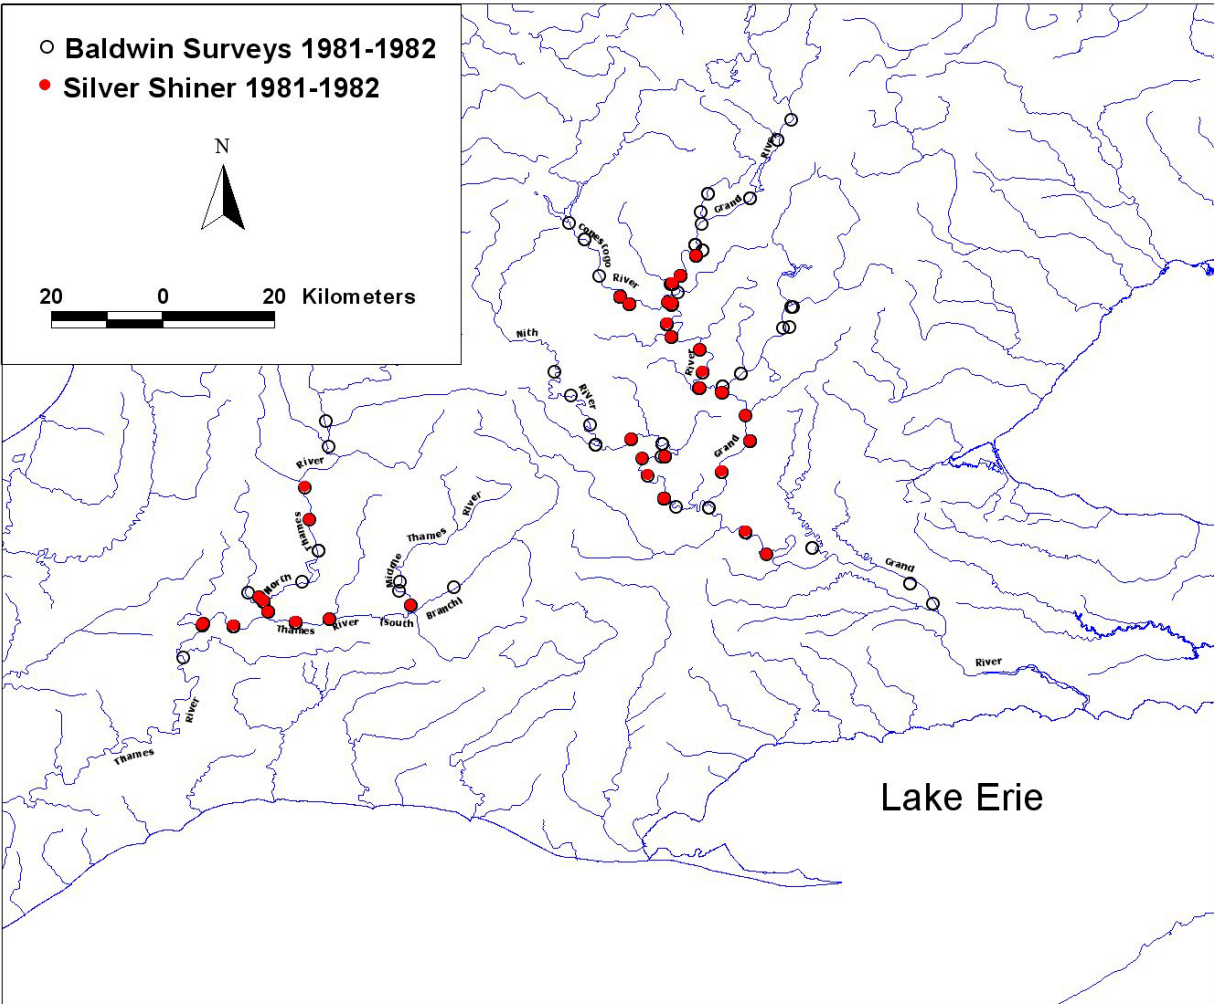 Baldwin Surveys 1981-1982
Silver Shiner 1981-1982
N
20 0 20 Kilometers
River
Grand
Conestogo
River
Nith
River
River
Grand
River
River
Thames
Thames
Middle
North
Branch)
Thames
River
(South
Grand
River
River
Thames
Lake Erie